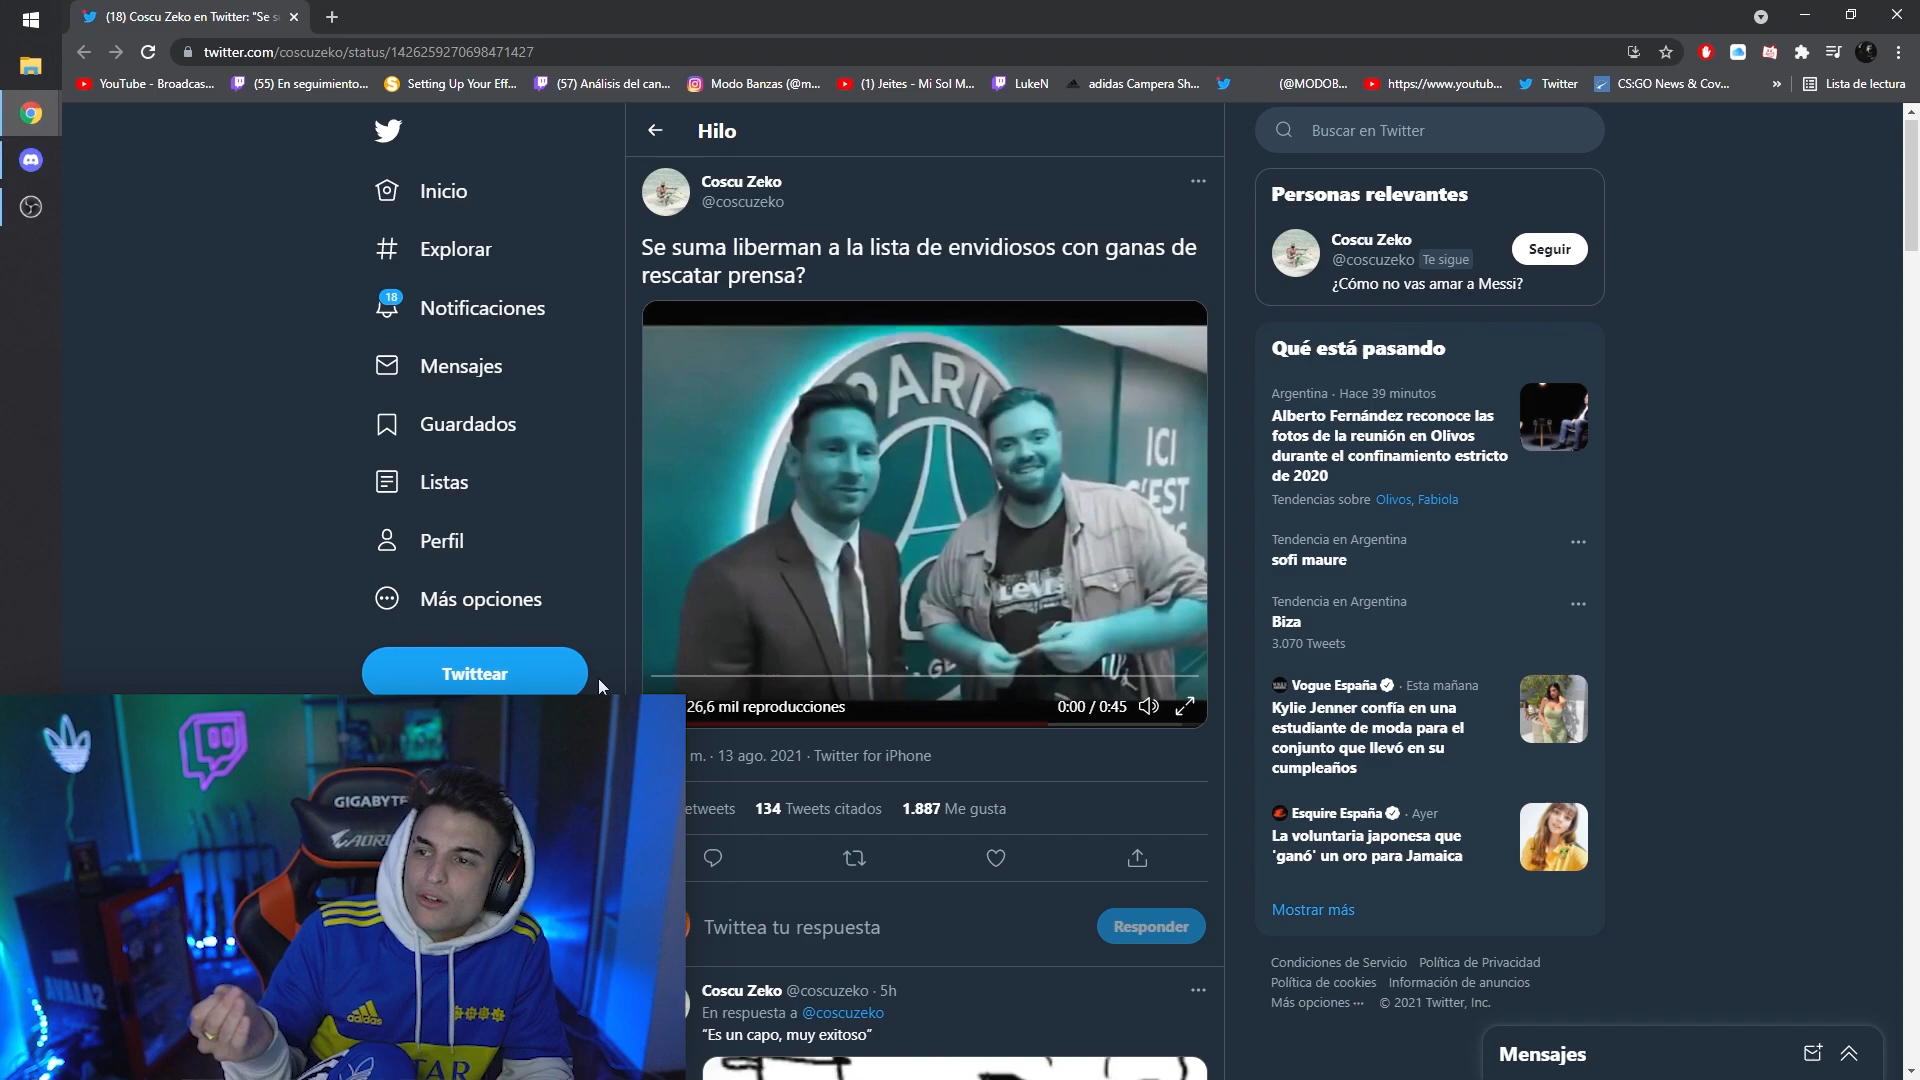 (18) Coscu Zeko en Twitter: "Se s
twitter.com/coscuzeko/status/1426259270698471427
YouTube - Broadcas...
(55) En seguimiento...
Setting Up Your Eff...
(57) Análisis del can...
Modo Banzas (@m...
(1) Jeites - Mi Sol M...
LukeN
adidas Campera Sh...
(@MODOB...
https://www.youtub...
Twitter
CS:GO News & Cov...
»
Lista de lectura
Inicio
Explorar
18
Notificaciones
Mensajes
Guardados
Listas
Perfil
Más opciones
Twittear
Hilo
Coscu Zeko
@coscuzeko
Se suma liberman a la lista de envidiosos con ganas de
rescatar prensa?
PARI
ICI
C'EST
Levi's
26,6 mil reproducciones
0:00 / 0:45
m. · 13 ago. 2021 · Twitter for iPhone
etweets 134 Tweets citados 1.887 Me gusta
Twittea tu respuesta
Responder
Coscu Zeko @coscuzeko · 5h
En respuesta a @coscuzeko
“Es un capo, muy exitoso”
Buscar en Twitter
Personas relevantes
Coscu Zeko
@coscuzeko Te sigue
Seguir
¿Cómo no vas amar a Messi?
Qué está pasando
Argentina · Hace 39 minutos
Alberto Fernández reconoce las
fotos de la reunión en Olivos
durante el confinamiento estricto
de 2020
Tendencias sobre Olivos, Fabiola
Tendencia en Argentina
sofi maure
Tendencia en Argentina
Biza
3.070 Tweets
Vogue España · Esta mañana
Kylie Jenner confía en una
estudiante de moda para el
conjunto que llevó en su
cumpleaños
Esquire España · Ayer
La voluntaria japonesa que
'ganó' un oro para Jamaica
Mostrar más
Condiciones de Servicio Política de Privacidad
Política de cookies Información de anuncios
Más opciones ··· © 2021 Twitter, Inc.
Mensajes
GIGABYTE
adidas